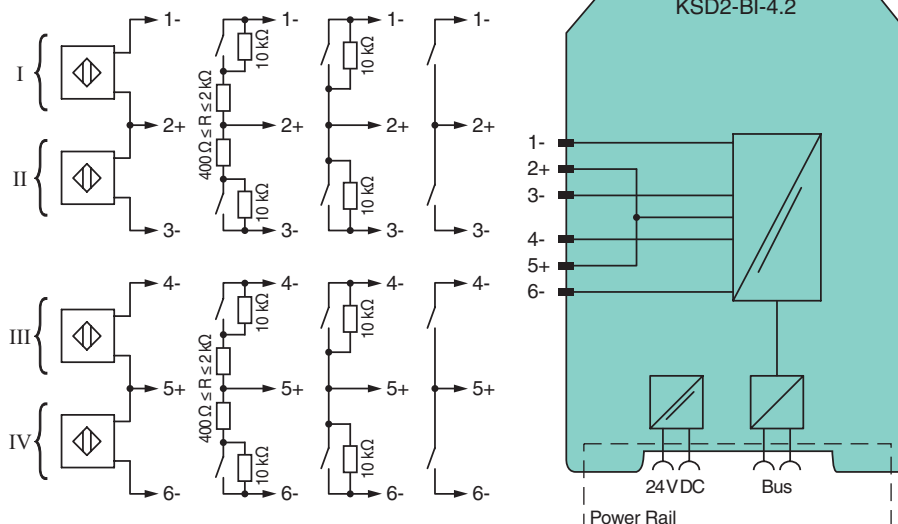 KSD2-BI-4.2
1- 1- 1- 1-
I
10 kΩ
10 kΩ
2+ 2+ 2+ 2+
400 Ω ≤ R ≤ 2 kΩ
II
10 kΩ
10 kΩ
3- 3- 3- 3-
4- 4- 4- 4-
III
10 kΩ
10 kΩ
5+ 5+ 5+ 5+
400 Ω ≤ R ≤ 2 kΩ
IV
10 kΩ
10 kΩ
6- 6- 6- 6-
1-
2+
3-
4-
5+
6-
24 V DC Bus
Power Rail